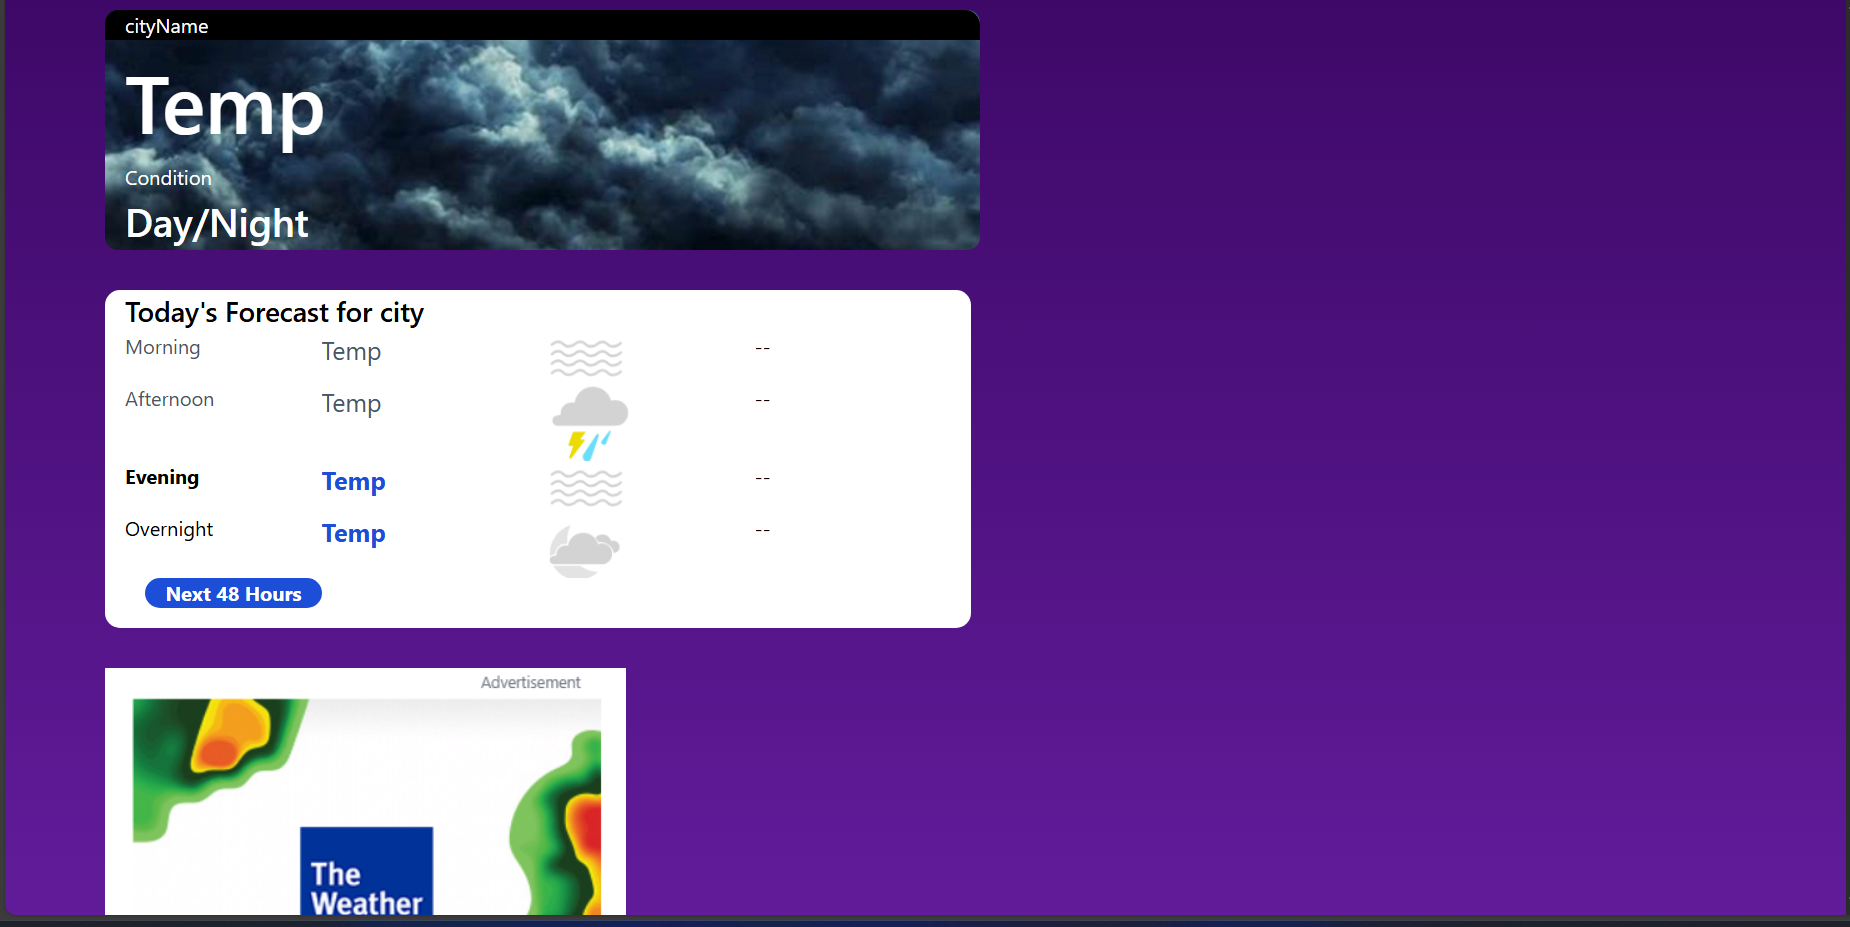 cityName
Temp
Condition
Day/Night
Today's Forecast for city
Morning Temp --
Afternoon Temp --
Evening Temp --
Overnight Temp --
Next 48 Hours
Advertisement
The
Weather